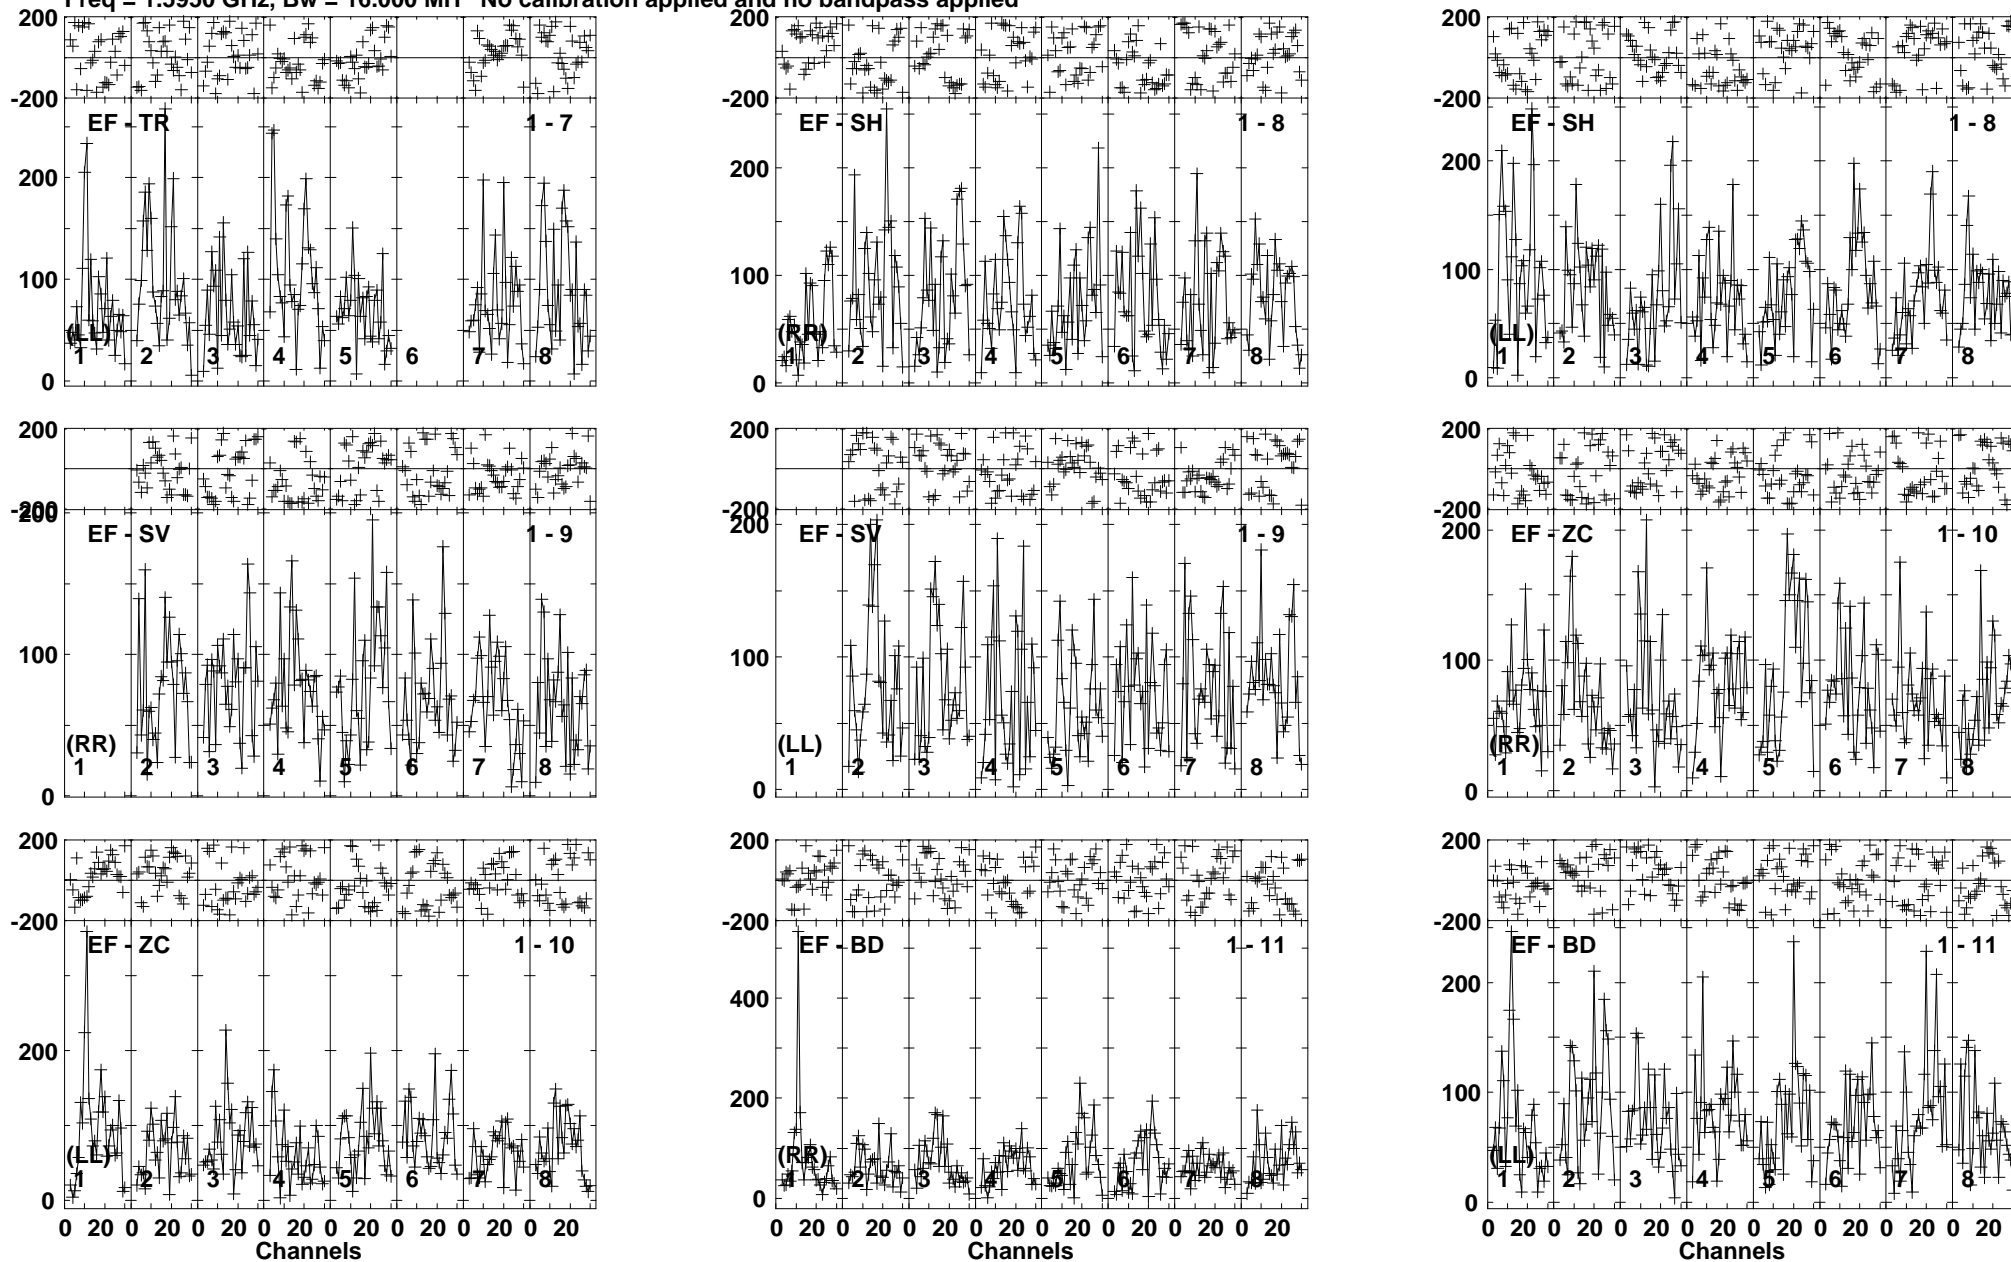 Freq = 1.5950 GHz, Bw = 16.000 MH No calibration applied and no bandpass applied
200 200 200
-200 -200 -200
EF - TR 1 - 7 EF - SH 1 - 8 EF - SH 1 - 8
200 200 200
100 100 100
(LL) (RR) (LL)
1 2 3 4 5 6 7 8 1 2 3 4 5 6 7 8 1 2 3 4 5 6 7 8
0 0 0
200 200 200
-200 -200 -200
200 200 200
EF - SV 1 - 9 EF - SV 1 - 9 EF - ZC 1 - 10
100 100 100
(RR) (LL) (RR)
1 2 3 4 5 6 7 8 1 2 3 4 5 6 7 8 1 2 3 4 5 6 7 8
0 0 0
200 200 200
-200 -200 -200
EF - ZC 1 - 10 EF - BD 1 - 11 EF - BD 1 - 11
200 400 200
200 100
(LL) (RR) (LL)
1 2 3 4 5 6 7 8 1 2 3 4 5 6 7 8 1 2 3 4 5 6 7 8
0 0 0
0 20 0 20 0 20 0 20 0 20 0 20 0 20 0 20 0 20 0 20 0 20 0 20 0 20 0 20 0 20 0 20 0 20 0 20 0 20 0 20 0 20 0 20 0 20 0 20
Channels Channels Channels